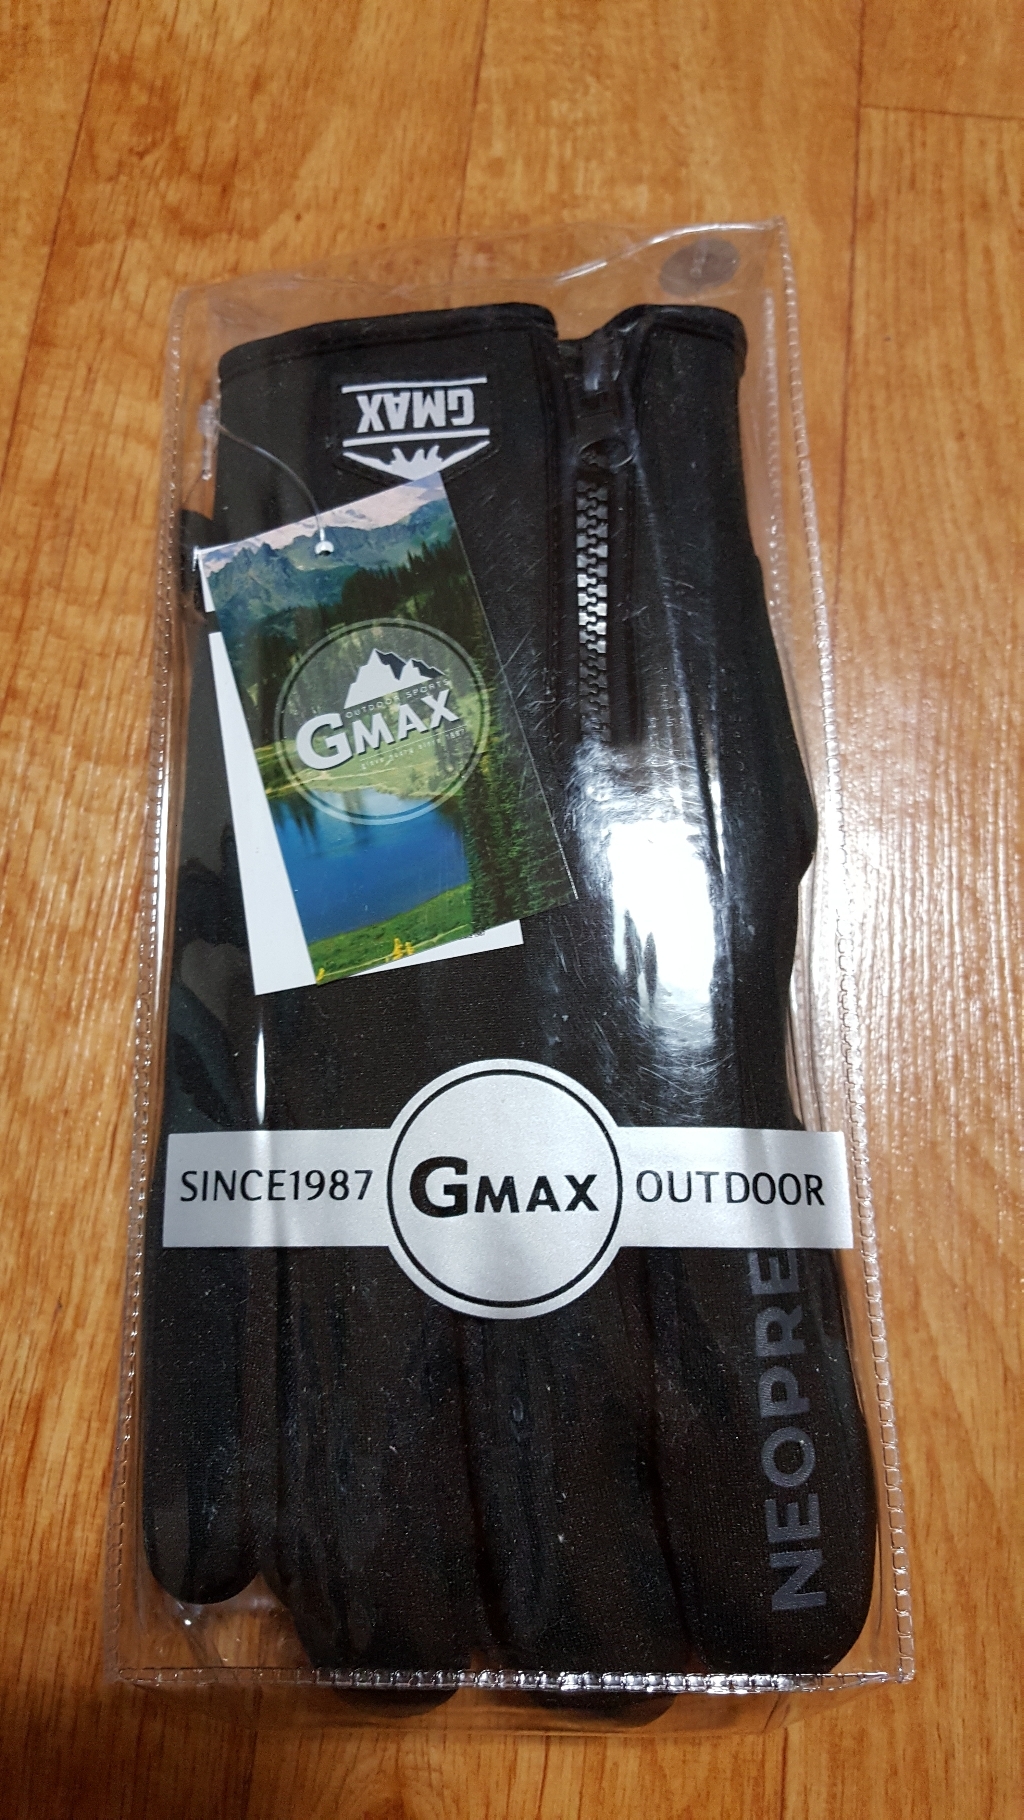 GMAX
OUTDOOR SPORTS
GMAX
SINCE1987 GMAX OUTDOOR
NEOPRE